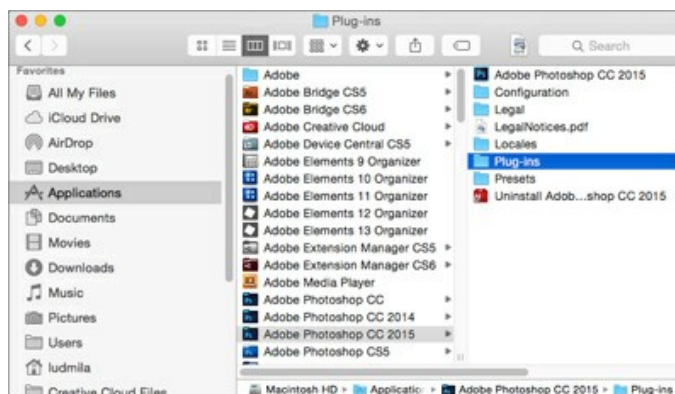 Plug-ins
Search
Favorites
All My Files
iCloud Drive
AirDrop
Desktop
Applications
Documents
Movies
Downloads
Music
Pictures
Users
ludmila
Creative Cloud Files
Adobe
Adobe Bridge CS5
Adobe Bridge CS6
Adobe Creative Cloud
Adobe Device Central CS5
Adobe Elements 9 Organizer
Adobe Elements 10 Organizer
Adobe Elements 11 Organizer
Adobe Elements 12 Organizer
Adobe Elements 13 Organizer
Adobe Extension Manager CS5
Adobe Extension Manager CS6
Adobe Media Player
Adobe Photoshop CC
Adobe Photoshop CC 2014
Adobe Photoshop CC 2015
Adobe Photoshop CS5
Adobe Photoshop CC 2015
Configuration
Legal
LegalNotices.pdf
Locales
Plug-ins
Presets
Uninstall Adob...shop CC 2015
Macintosh HD ▸ Applicatio ▸ Adobe Photoshop CC 2015 ▸ Plug-ins